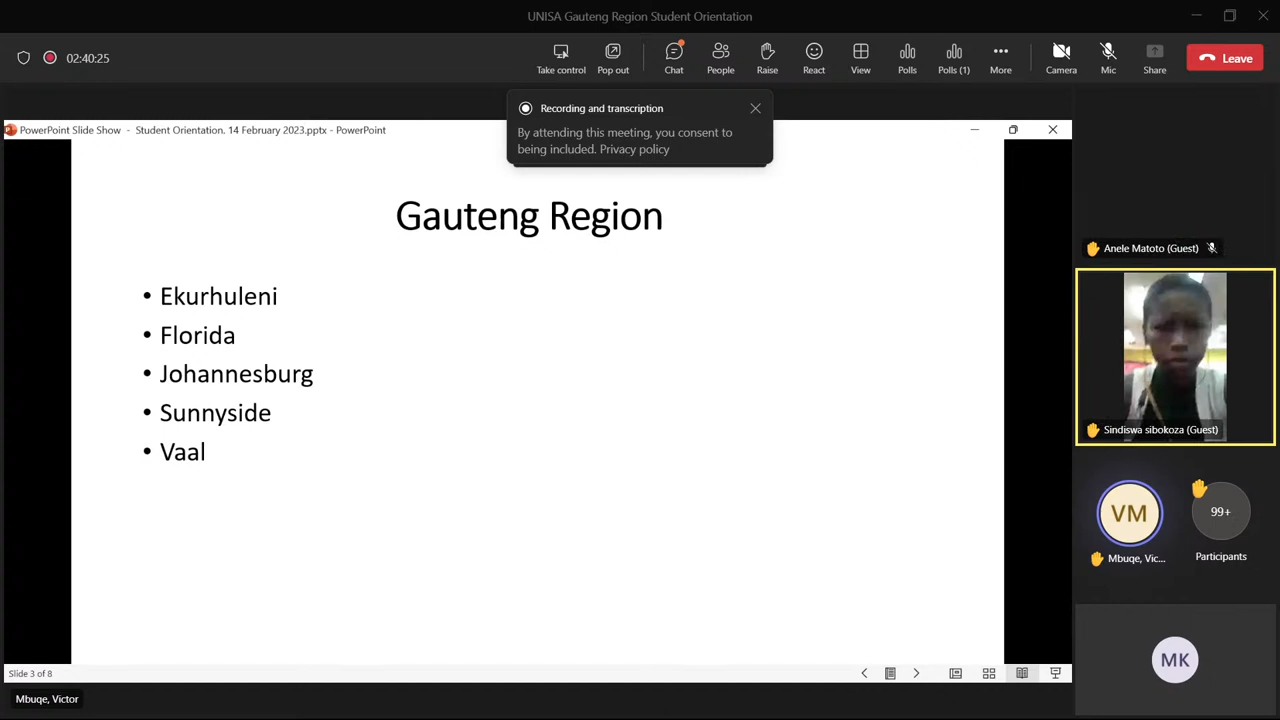 UNISA Gauteng Region Student Orientation
02:40:25
Take control
Pop out
Chat
People
Raise
React
View
Polls
Polls (1)
More
Camera
Mic
Share
Leave
Recording and transcription
By attending this meeting, you consent to
being included. Privacy policy
PowerPoint Slide Show - Student Orientation. 14 February 2023.pptx - PowerPoint
Gauteng Region
• Ekurhuleni
• Florida
• Johannesburg
• Sunnyside
• Vaal
Anele Matoto (Guest)
Sindiswa sibokoza (Guest)
VM
99+
Mbuqe, Vic...
Participants
MK
Slide 3 of 8
Mbuqe, Victor